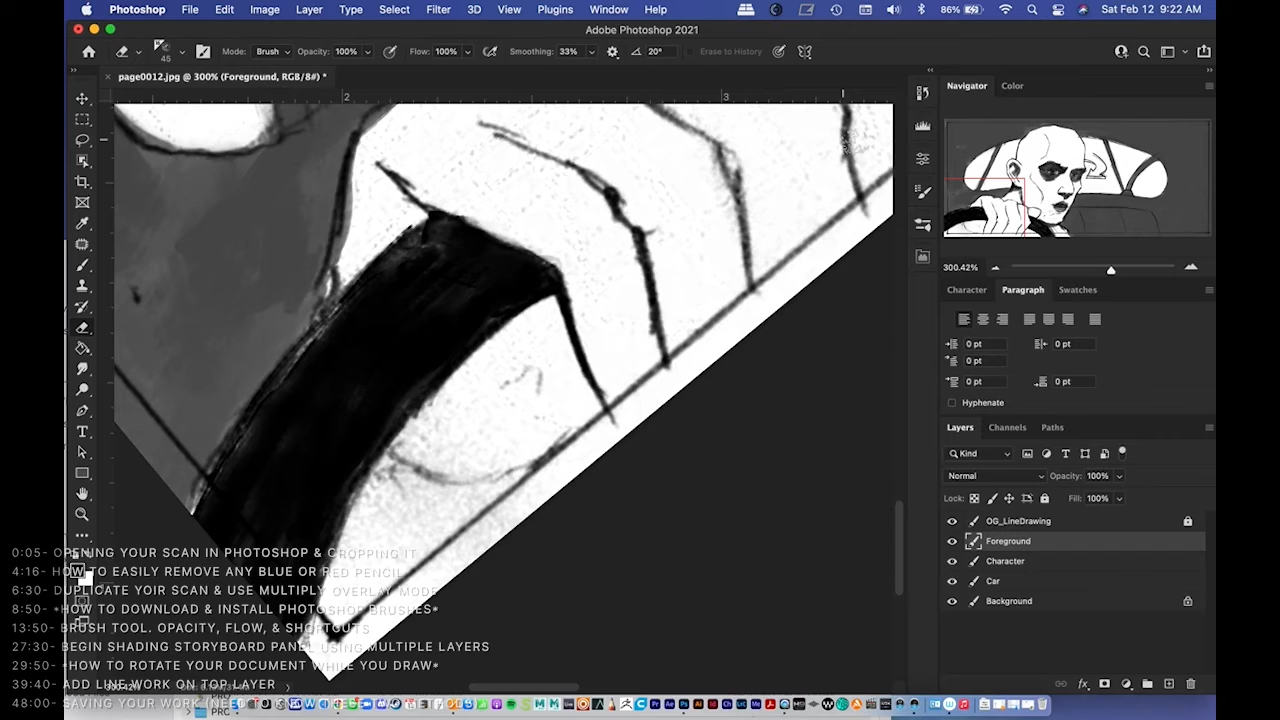 Photoshop File Edit Image Layer Type Select Filter 3D View Plugins Window Help 86% Sat Feb 12 9:22 AM
Adobe Photoshop 2021
45 Mode: Brush Opacity: 100% Flow: 100% Smoothing: 33% 20° Erase to History
page0012.jpg @ 300% (Foreground, RGB/8#) *
Navigator Color
2 3
300.42%
Character Paragraph Swatches
0 pt 0 pt
0 pt
0 pt 0 pt
Hyphenate
Layers Channels Paths
Kind
Normal Opacity: 100%
Lock: Fill: 100%
OG_LineDrawing
Foreground
Character
Car
Background
0:05- OPENING YOUR SCAN IN PHOTOSHOP & CROPPING IT
4:16- HOW TO EASILY REMOVE ANY BLUE OR RED PENCIL
6:30- DUPLICATE YOIR SCAN & USE MULTIPLY OVERLAY MODE
8:50- *HOW TO DOWNLOAD & INSTALL PHOTOSHOP BRUSHES*
13:50- BRUSH TOOL. OPACITY, FLOW, & SHORTCUTS
27:30- BEGIN SHADING STORYBOARD PANEL USING MULTIPLE LAYERS
29:50- *HOW TO ROTATE YOUR DOCUMENT WHILE YOU DRAW*
39:40- ADD LINE WORK ON TOP LAYER
48:00- SAVING YOUR WORK (NEED TO KNOW THESE TWO METHODS)